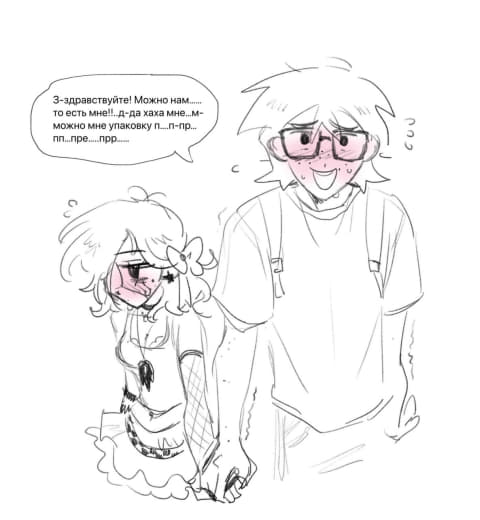 З-здравствуйте! Можно нам......
то есть мне!!..д-да хаха мне...м-
можно мне упаковку п....п-пр...
пп...пре.....прр......